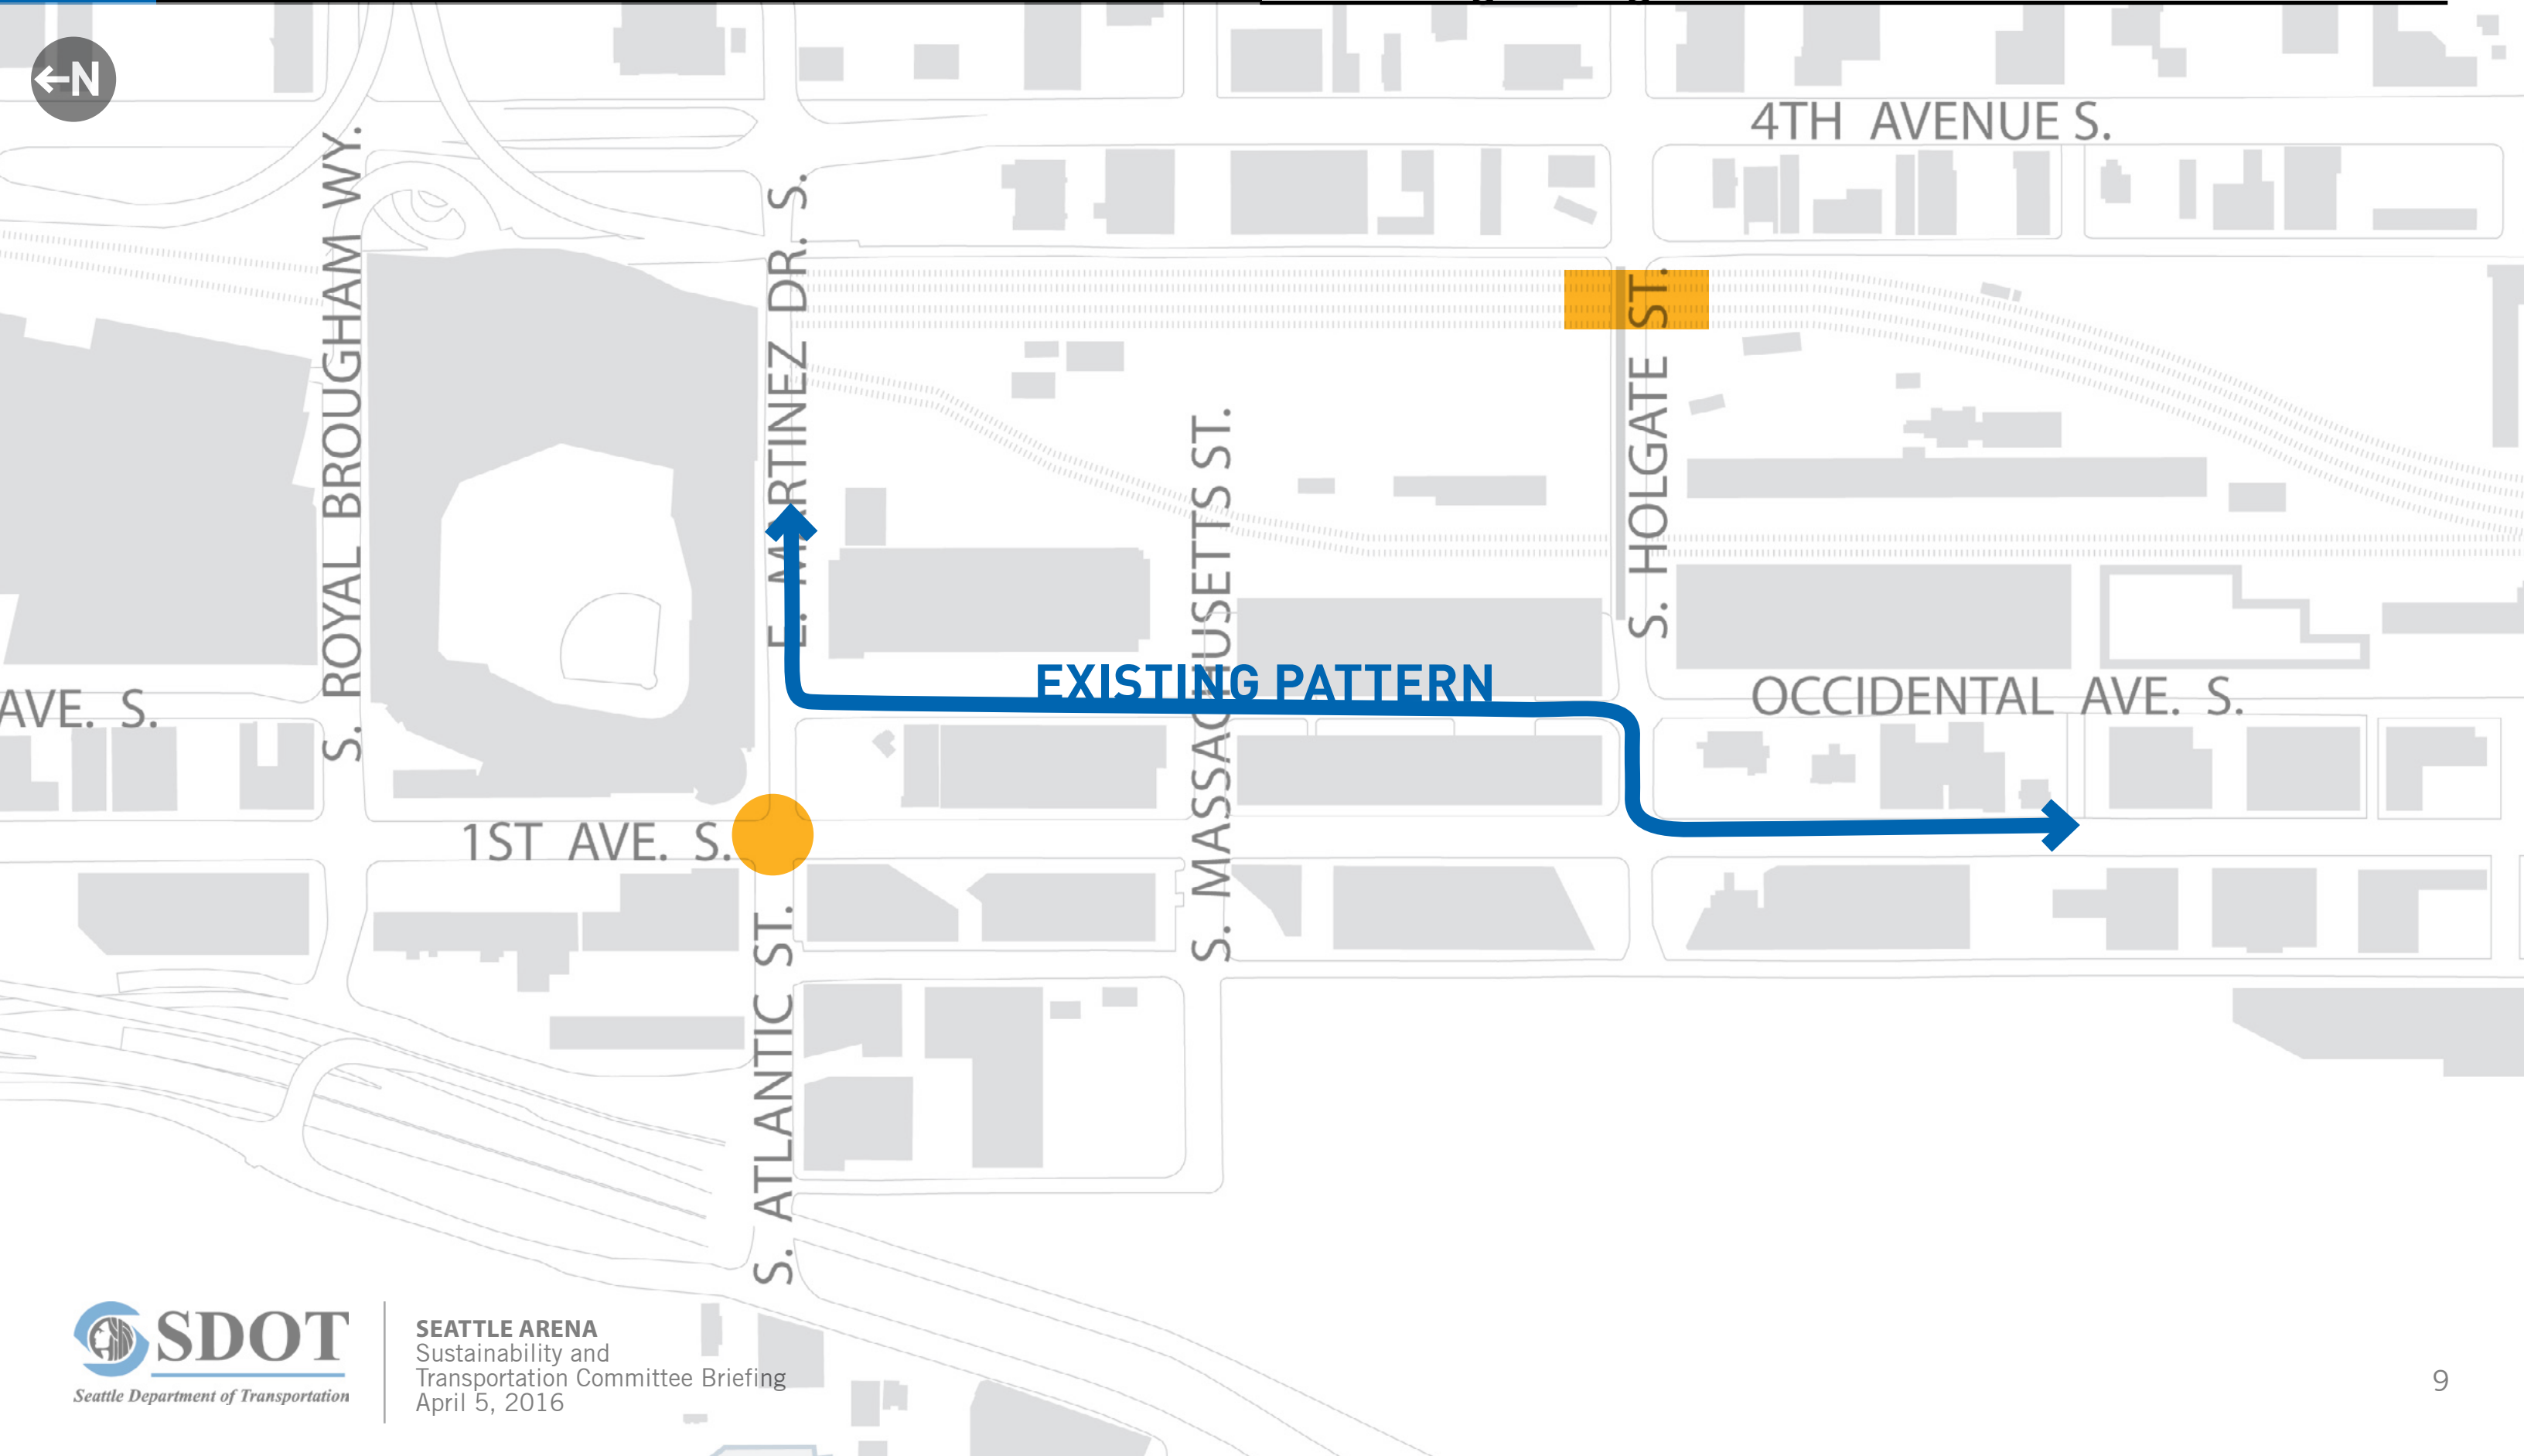 ←N
4TH AVENUE S.
S. ROYAL BROUGHAM WY.
E. MARTINEZ DR. S.
S. MASSACHUSETTS ST.
S. HOLGATE ST.
EXISTING PATTERN
AVE. S.
OCCIDENTAL AVE. S.
1ST AVE. S.
S. ATLANTIC ST.
SDOT
Seattle Department of Transportation
SEATTLE ARENA
Sustainability and
Transportation Committee Briefing
April 5, 2016
9